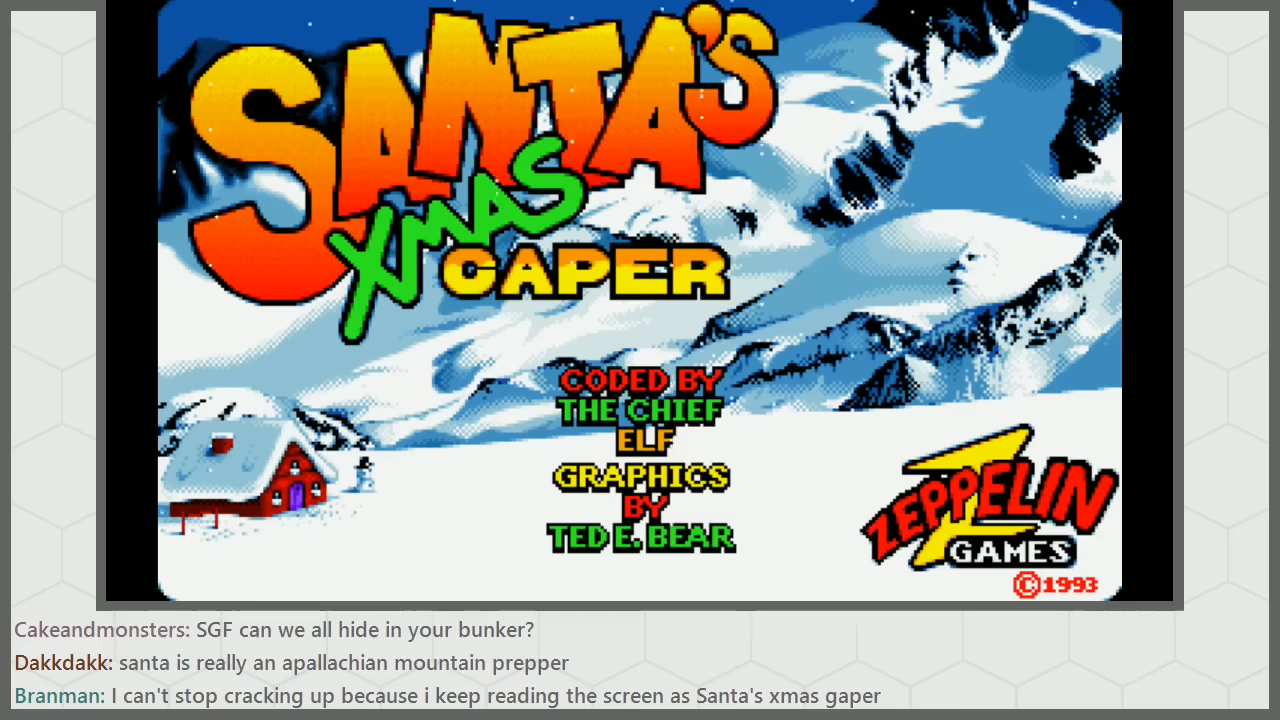 SANTA'S
XMAS
CAPER
CODED BY
THE CHIEF
ELF
GRAPHICS
BY
TED E. BEAR
ZEPPELIN
GAMES
©1993
Cakeandmonsters: SGF can we all hide in your bunker?
Dakkdakk: santa is really an apallachian mountain prepper
Branman: I can't stop cracking up because i keep reading the screen as Santa's xmas gaper